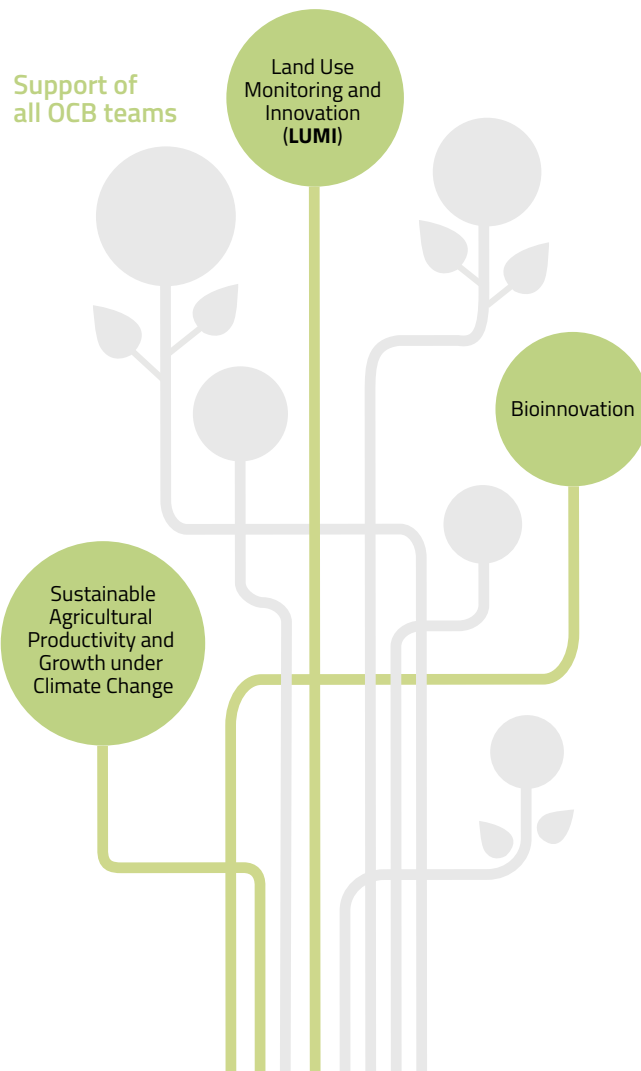 Support of
all OCB teams
Land Use
Monitoring and
Innovation
(LUMI)
Bioinnovation
Sustainable
Agricultural
Productivity and
Growth under
Climate Change